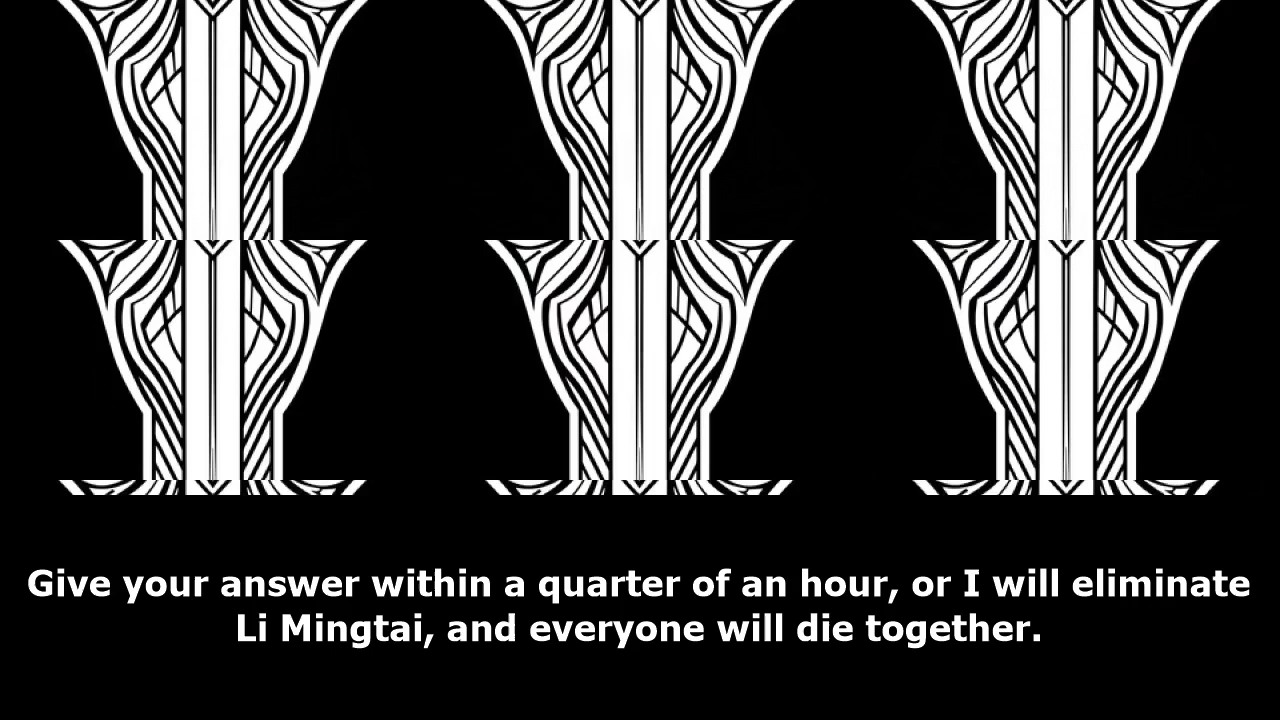 Give your answer within a quarter of an hour, or I will eliminate
Li Mingtai, and everyone will die together.